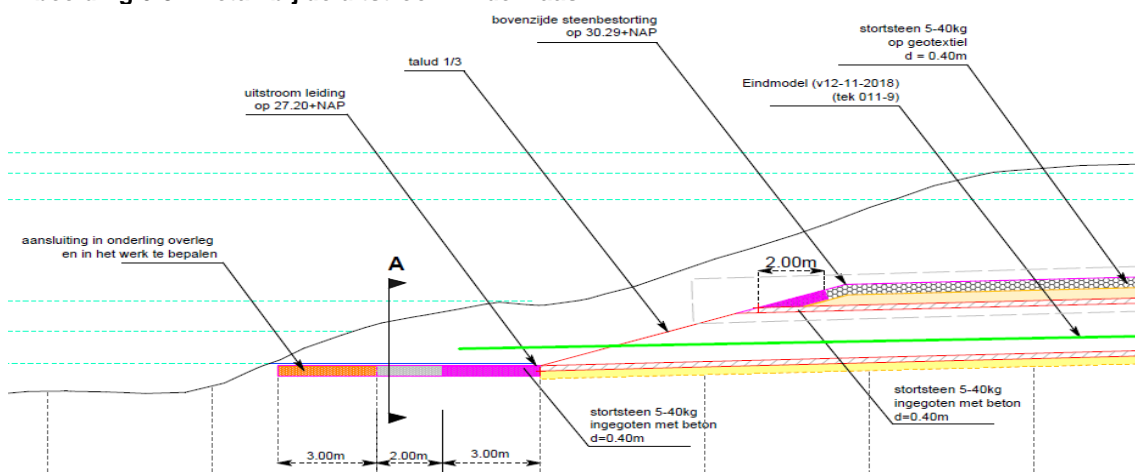 bovenzijde steenbestorting
op 30.29+NAP
stortsteen 5-40kg
op geotextiel
d = 0.40m
talud 1/3
Eindmodel (v12-11-2018)
(tek 011-9)
uitstroom leiding
op 27.20+NAP
aansluiting in onderling overleg
en in het werk te bepalen
A
2.00m
stortsteen 5-40kg
ingegoten met beton
d=0.40m
stortsteen 5-40kg
ingegoten met beton
d=0.40m
3.00m
2.00m
3.00m